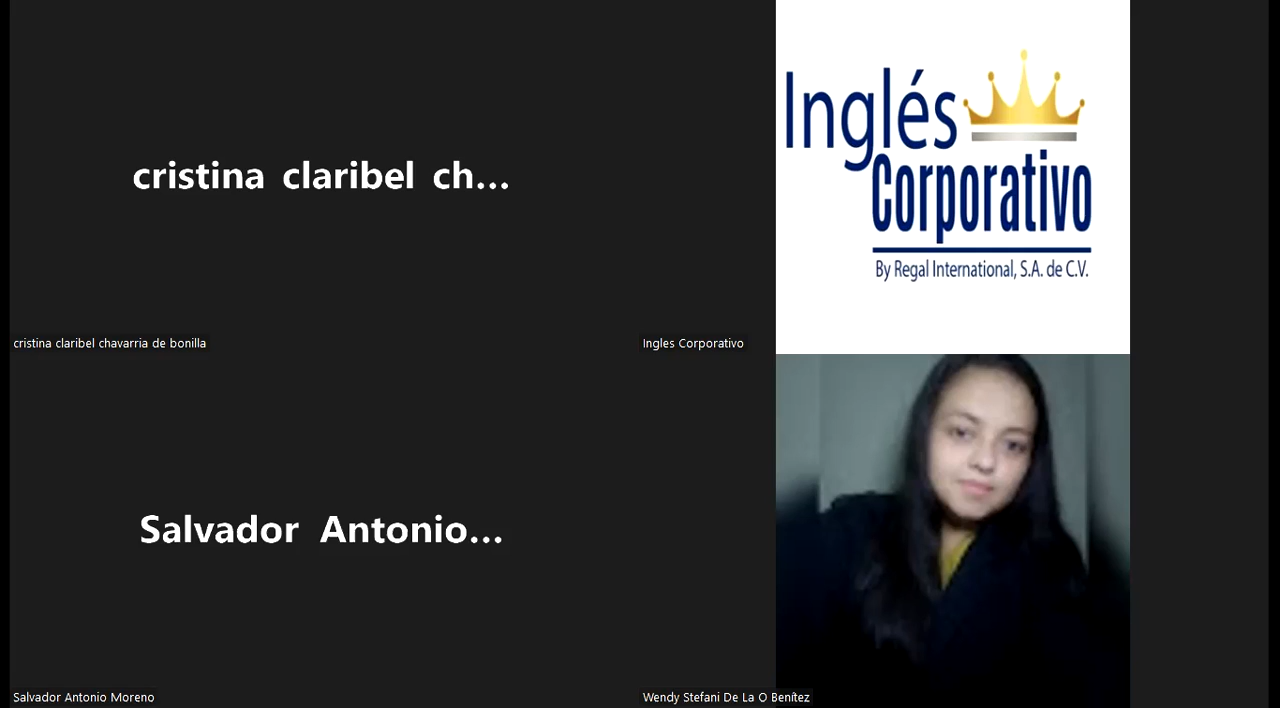 cristina claribel ch...
Inglés
Corporativo
By Regal International, S.A. de C.V.
cristina claribel chavarria de bonilla
Ingles Corporativo
Salvador Antonio...
Salvador Antonio Moreno
Wendy Stefani De La O Benítez